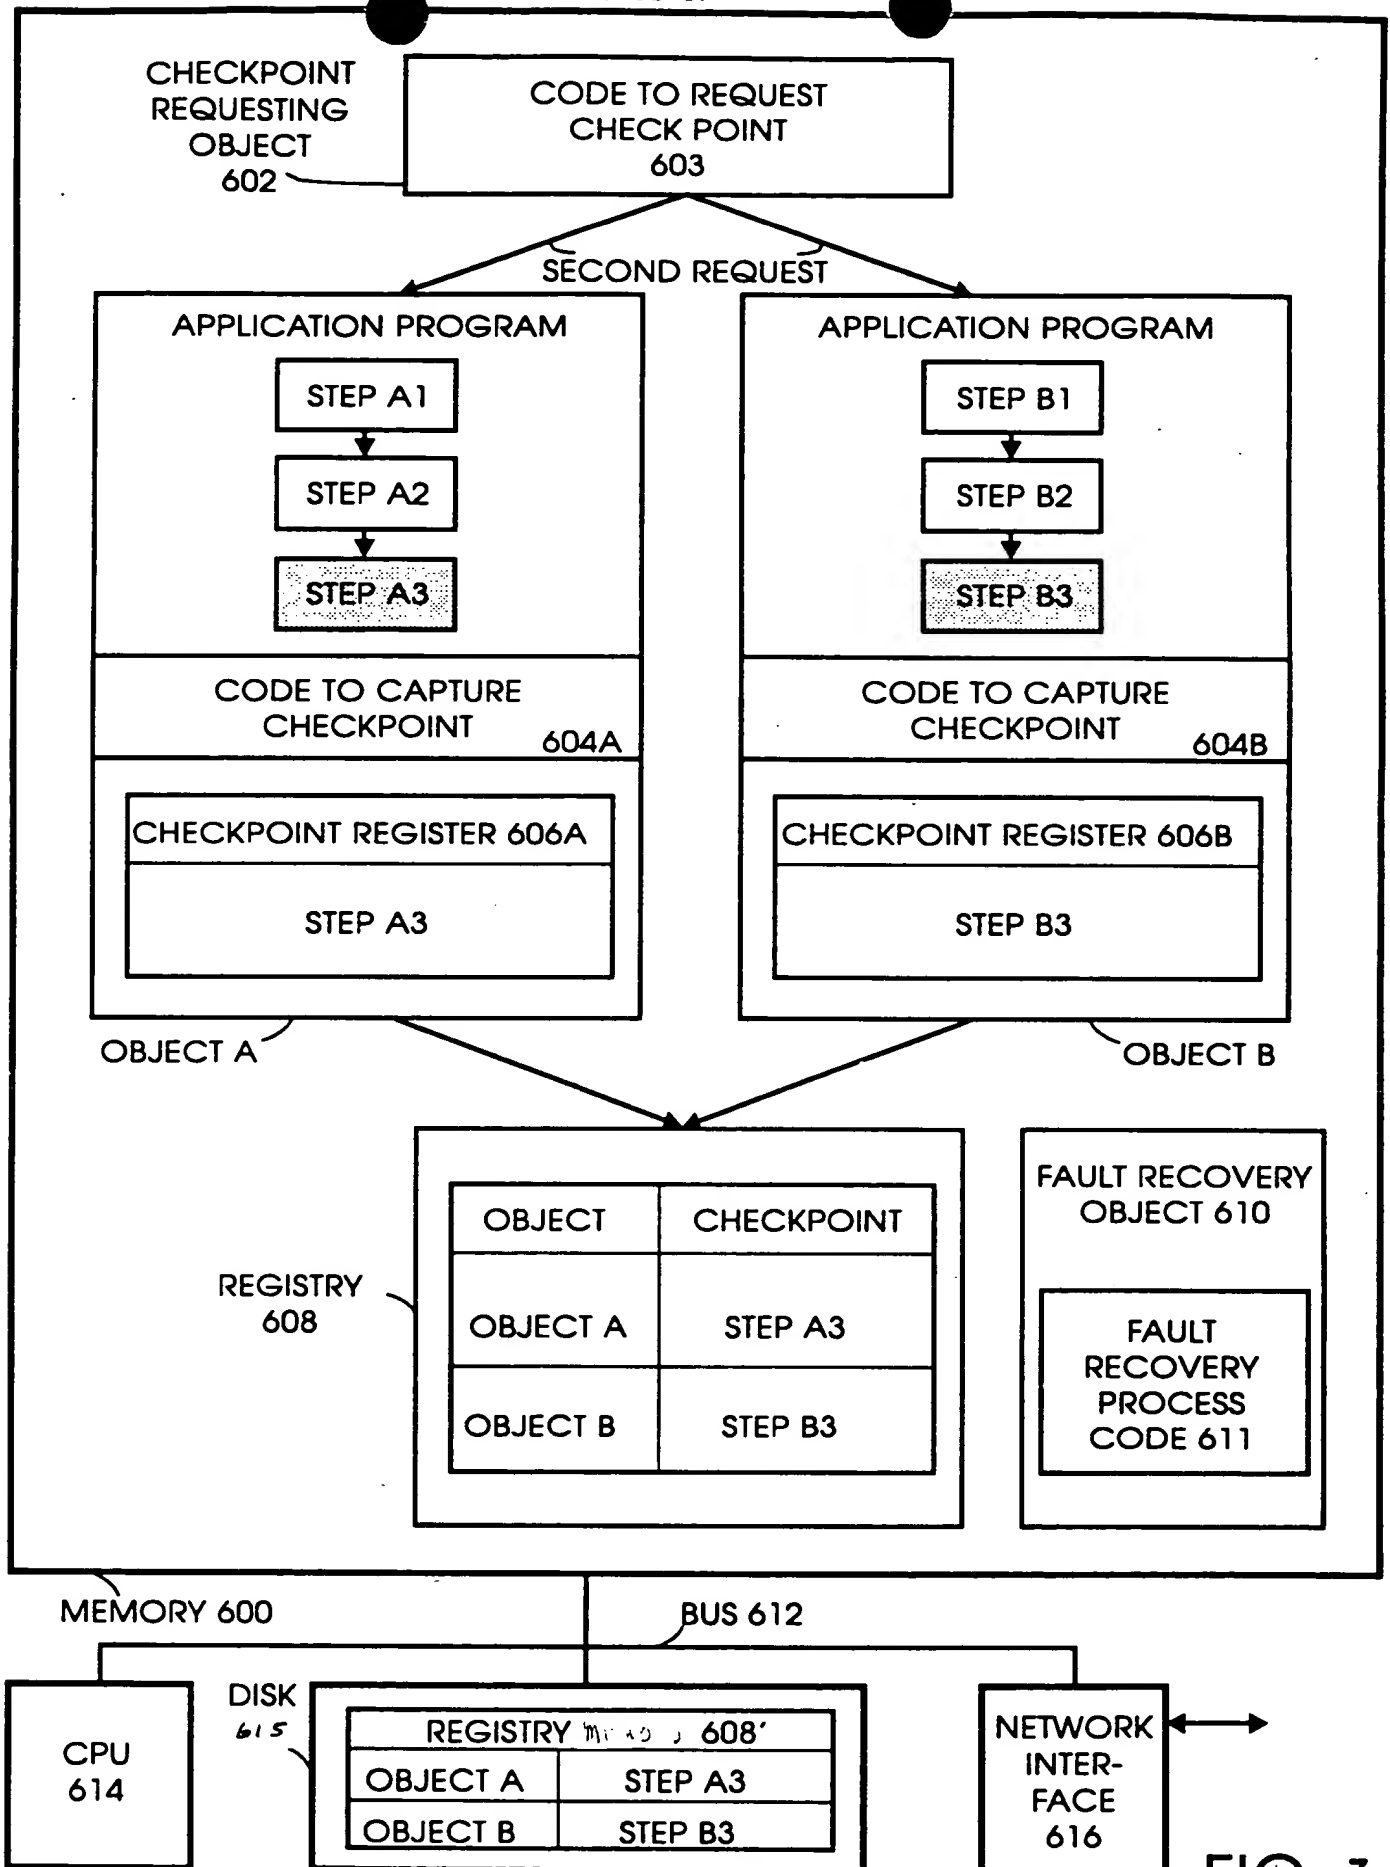 CHECKPOINT
REQUESTING
OBJECT
602
CODE TO REQUEST
CHECK POINT
603
SECOND REQUEST
APPLICATION PROGRAM
STEP A1
STEP A2
STEP A3
CODE TO CAPTURE
CHECKPOINT
604A
CHECKPOINT REGISTER 606A
STEP A3
OBJECT A
APPLICATION PROGRAM
STEP B1
STEP B2
STEP B3
CODE TO CAPTURE
CHECKPOINT
604B
CHECKPOINT REGISTER 606B
STEP B3
OBJECT B
REGISTRY
608
OBJECT CHECKPOINT
OBJECT A STEP A3
OBJECT B STEP B3
FAULT RECOVERY
OBJECT 610
FAULT
RECOVERY
PROCESS
CODE 611
MEMORY 600
BUS 612
CPU
614
DISK
615
REGISTRY 608'
OBJECT A STEP A3
OBJECT B STEP B3
NETWORK
INTER-
FACE
616